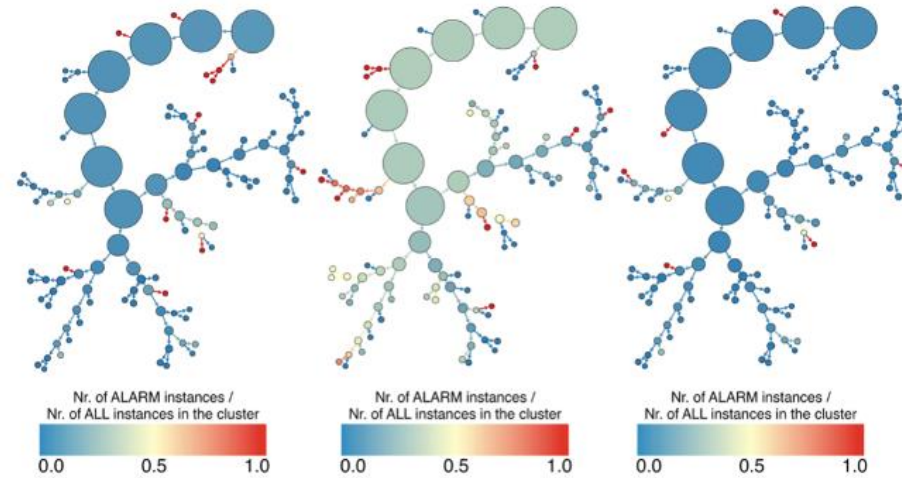 Nr. of ALARM instances /
Nr. of ALL instances in the cluster
0.0 0.5 1.0
Nr. of ALARM instances /
Nr. of ALL instances in the cluster
0.0 0.5 1.0
Nr. of ALARM instances /
Nr. of ALL instances in the cluster
0.0 0.5 1.0